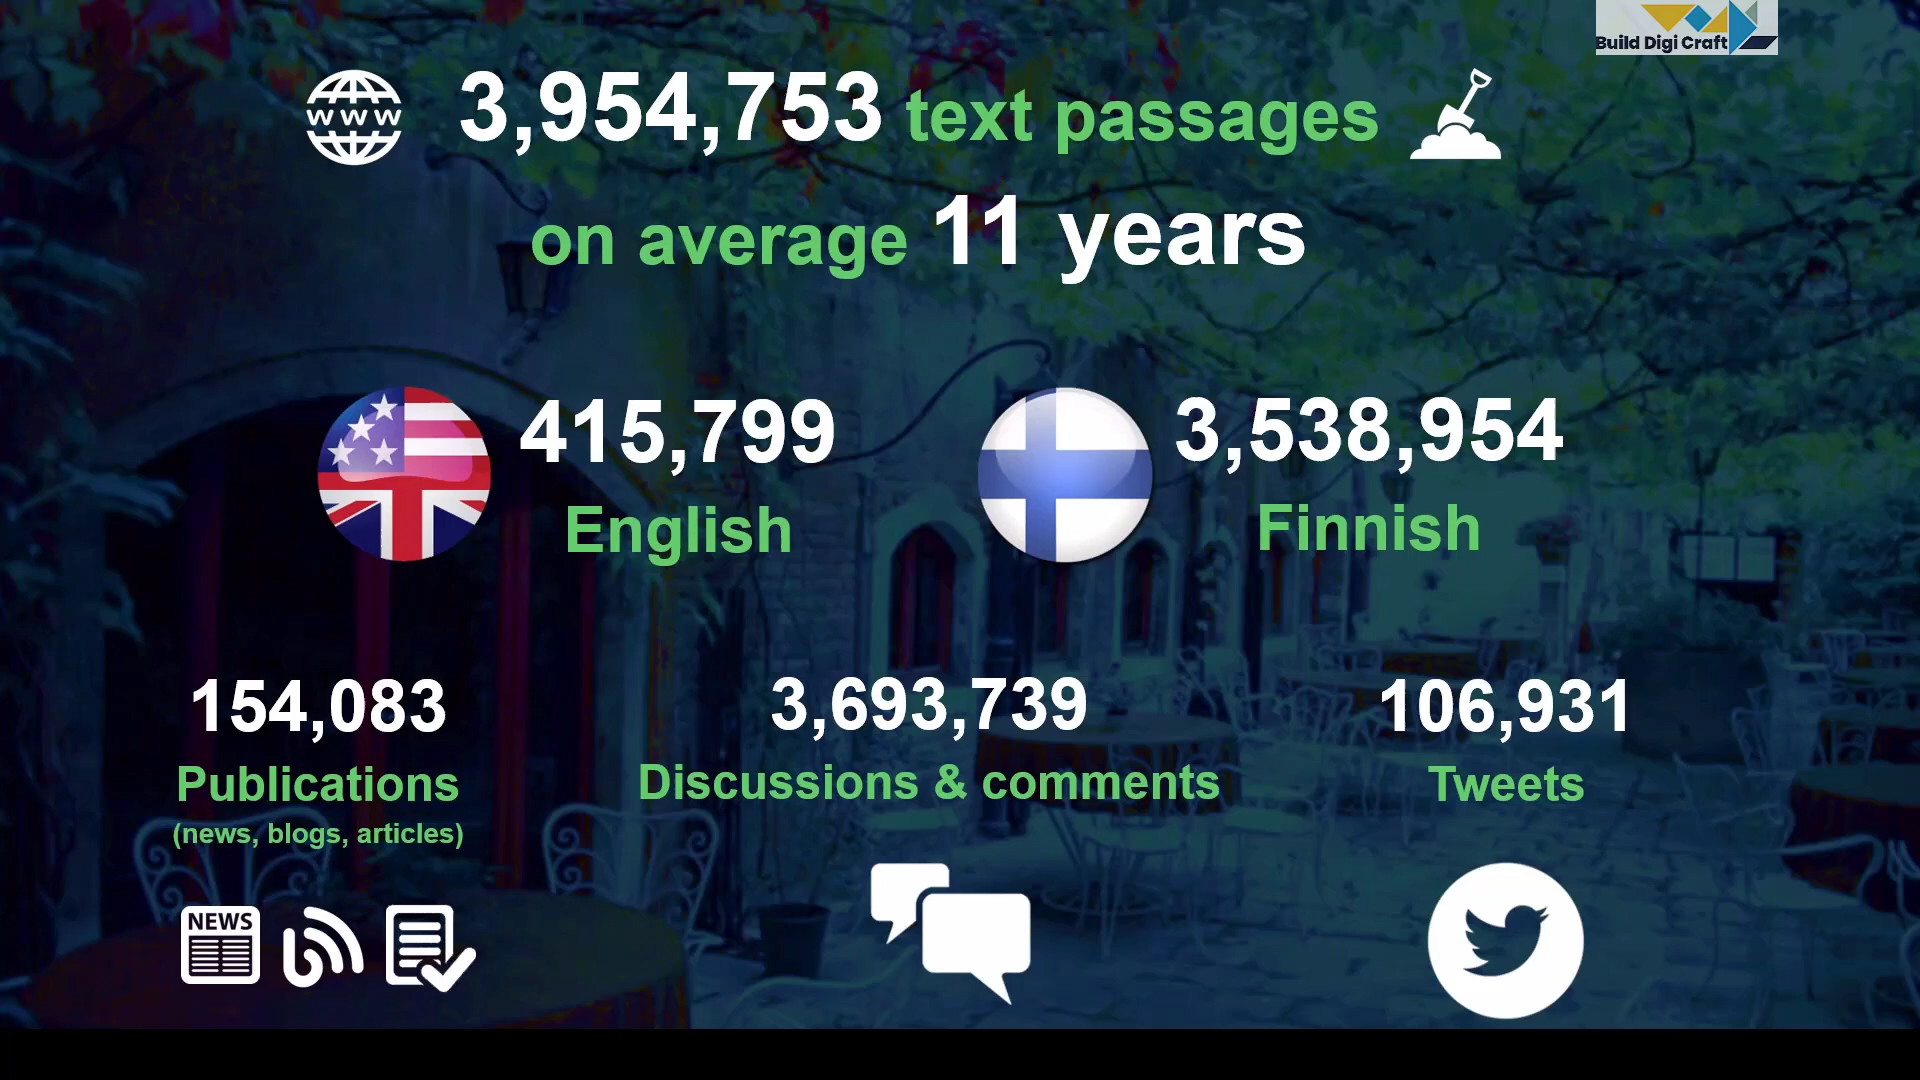 Build Digi Craft
WWW
3,954,753 text passages
on average 11 years
415,799
English
3,538,954
Finnish
154,083
Publications
(news, blogs, articles)
3,693,739
Discussions & comments
106,931
Tweets
NEWS